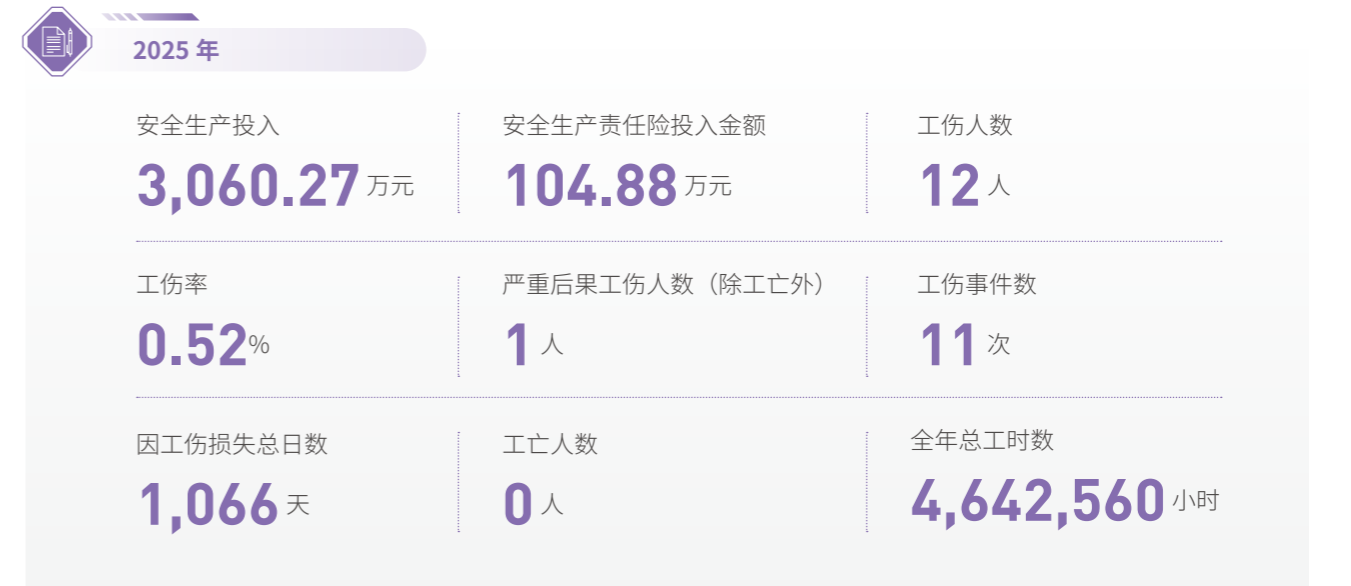 2025 年
安全生产投入
3,060.27 万元
安全生产责任险投入金额
104.88 万元
工伤人数
12 人
工伤率
0.52%
严重后果工伤人数（除工亡外）
1 人
工伤事件数
11 次
因工伤损失总日数
1,066 天
工亡人数
0 人
全年总工时数
4,642,560 小时